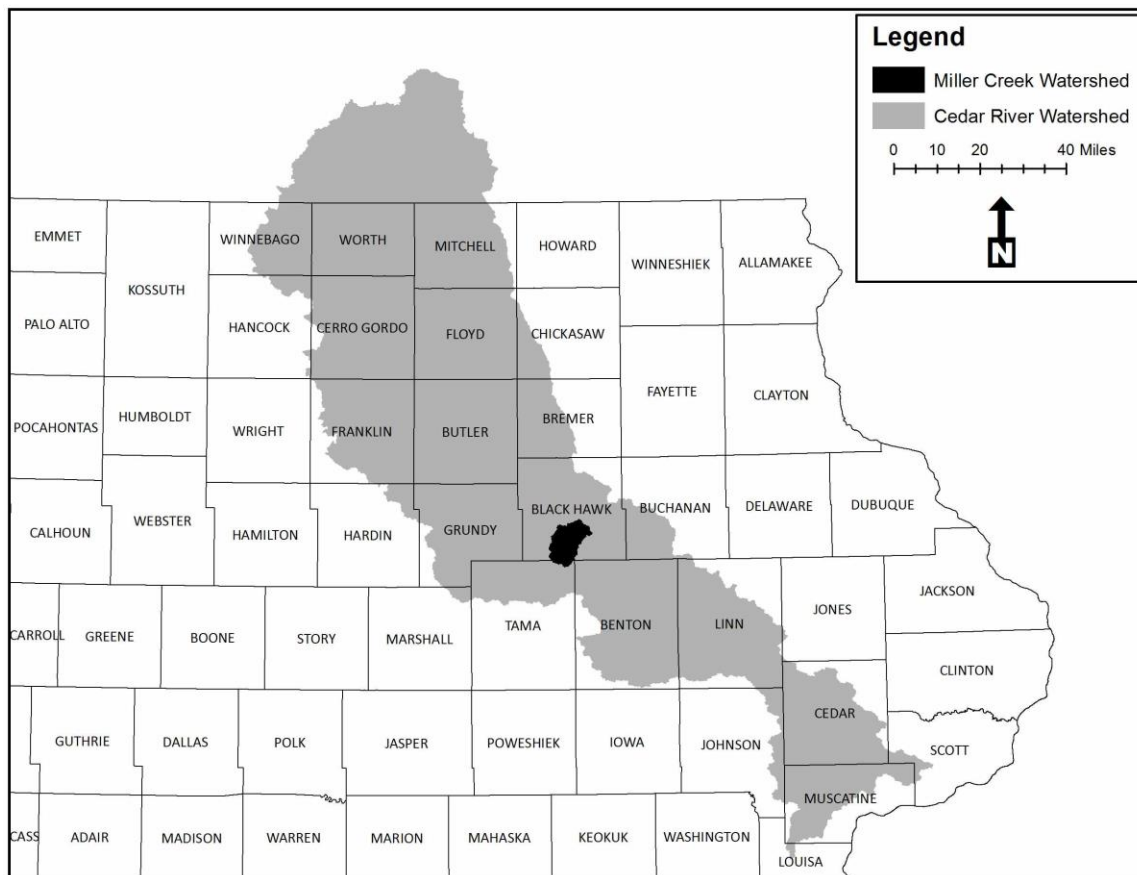 Legend
Miller Creek Watershed
Cedar River Watershed
0 10 20 40 Miles
N
EMMET
WINNEBAGO
WORTH
MITCHELL
HOWARD
WINNESHIEK
ALLAMAKEE
KOSSUTH
PALO ALTO
HANCOCK
CERRO GORDO
FLOYD
CHICKASAW
POCAHONTAS
HUMBOLDT
WRIGHT
FRANKLIN
BUTLER
BREMER
FAYETTE
CLAYTON
CALHOUN
WEBSTER
HAMILTON
HARDIN
GRUNDY
BLACK HAWK
BUCHANAN
DELAWARE
DUBUQUE
CARROLL
GREENE
BOONE
STORY
MARSHALL
TAMA
BENTON
LINN
JONES
JACKSON
CLINTON
GUTHRIE
DALLAS
POLK
JASPER
POWESHIEK
IOWA
JOHNSON
CEDAR
SCOTT
MUSCATINE
CASS
ADAIR
MADISON
WARREN
MARION
MAHASKA
KEOKUK
WASHINGTON
LOUISA